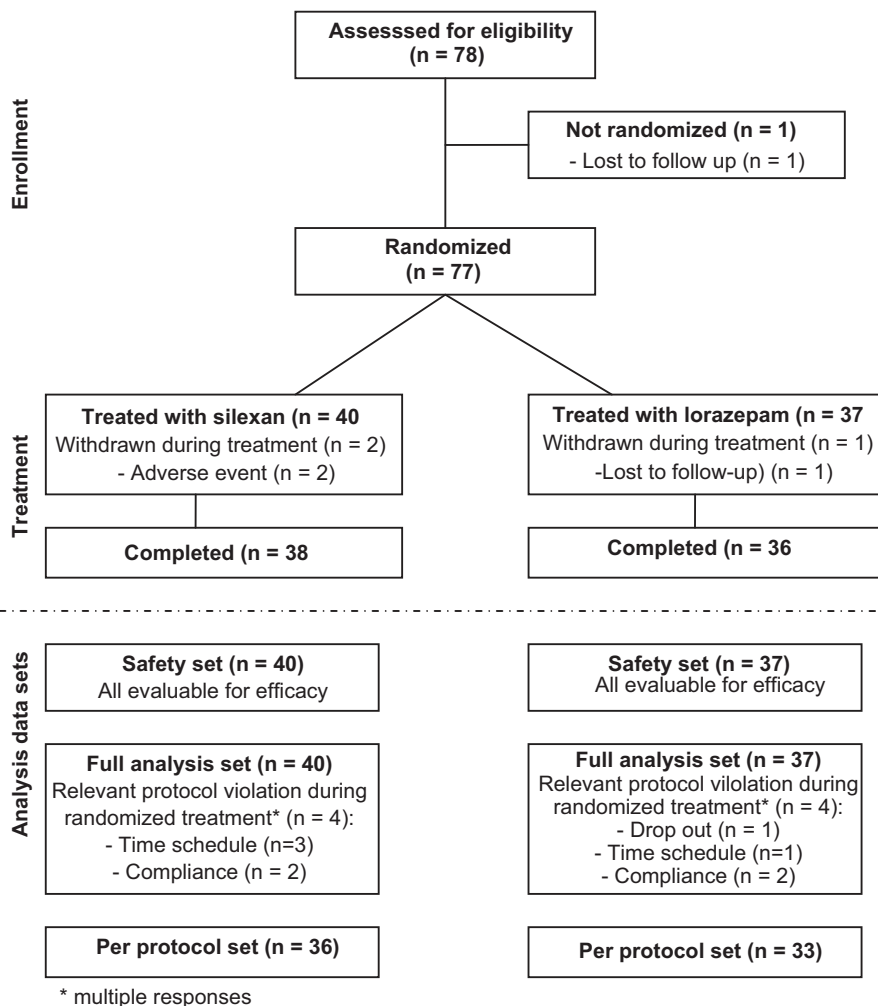 Enrollment
Assesssed for eligibility
(n = 78)
Not randomized (n = 1)
- Lost to follow up (n = 1)
Randomized
(n = 77)
Treatment
Treated with silexan (n = 40
Withdrawn during treatment (n = 2)
- Adverse event (n = 2)
Treated with lorazepam (n = 37
Withdrawn during treatment (n = 1)
-Lost to follow-up) (n = 1)
Completed (n = 38
Completed (n = 36
Analysis data sets
Safety set (n = 40)
All evaluable for efficacy
Safety set (n = 37)
All evaluable for efficacy
Full analysis set (n = 40)
Relevant protocol violation during
randomized treatment* (n = 4):
- Time schedule (n=3)
- Compliance (n = 2)
Full analysis set (n = 37)
Relevant protocol vilolation during
randomized treatment* (n = 4):
- Drop out (n = 1)
- Time schedule (n=1)
- Compliance (n = 2)
Per protocol set (n = 36)
Per protocol set (n = 33)
* multiple responses